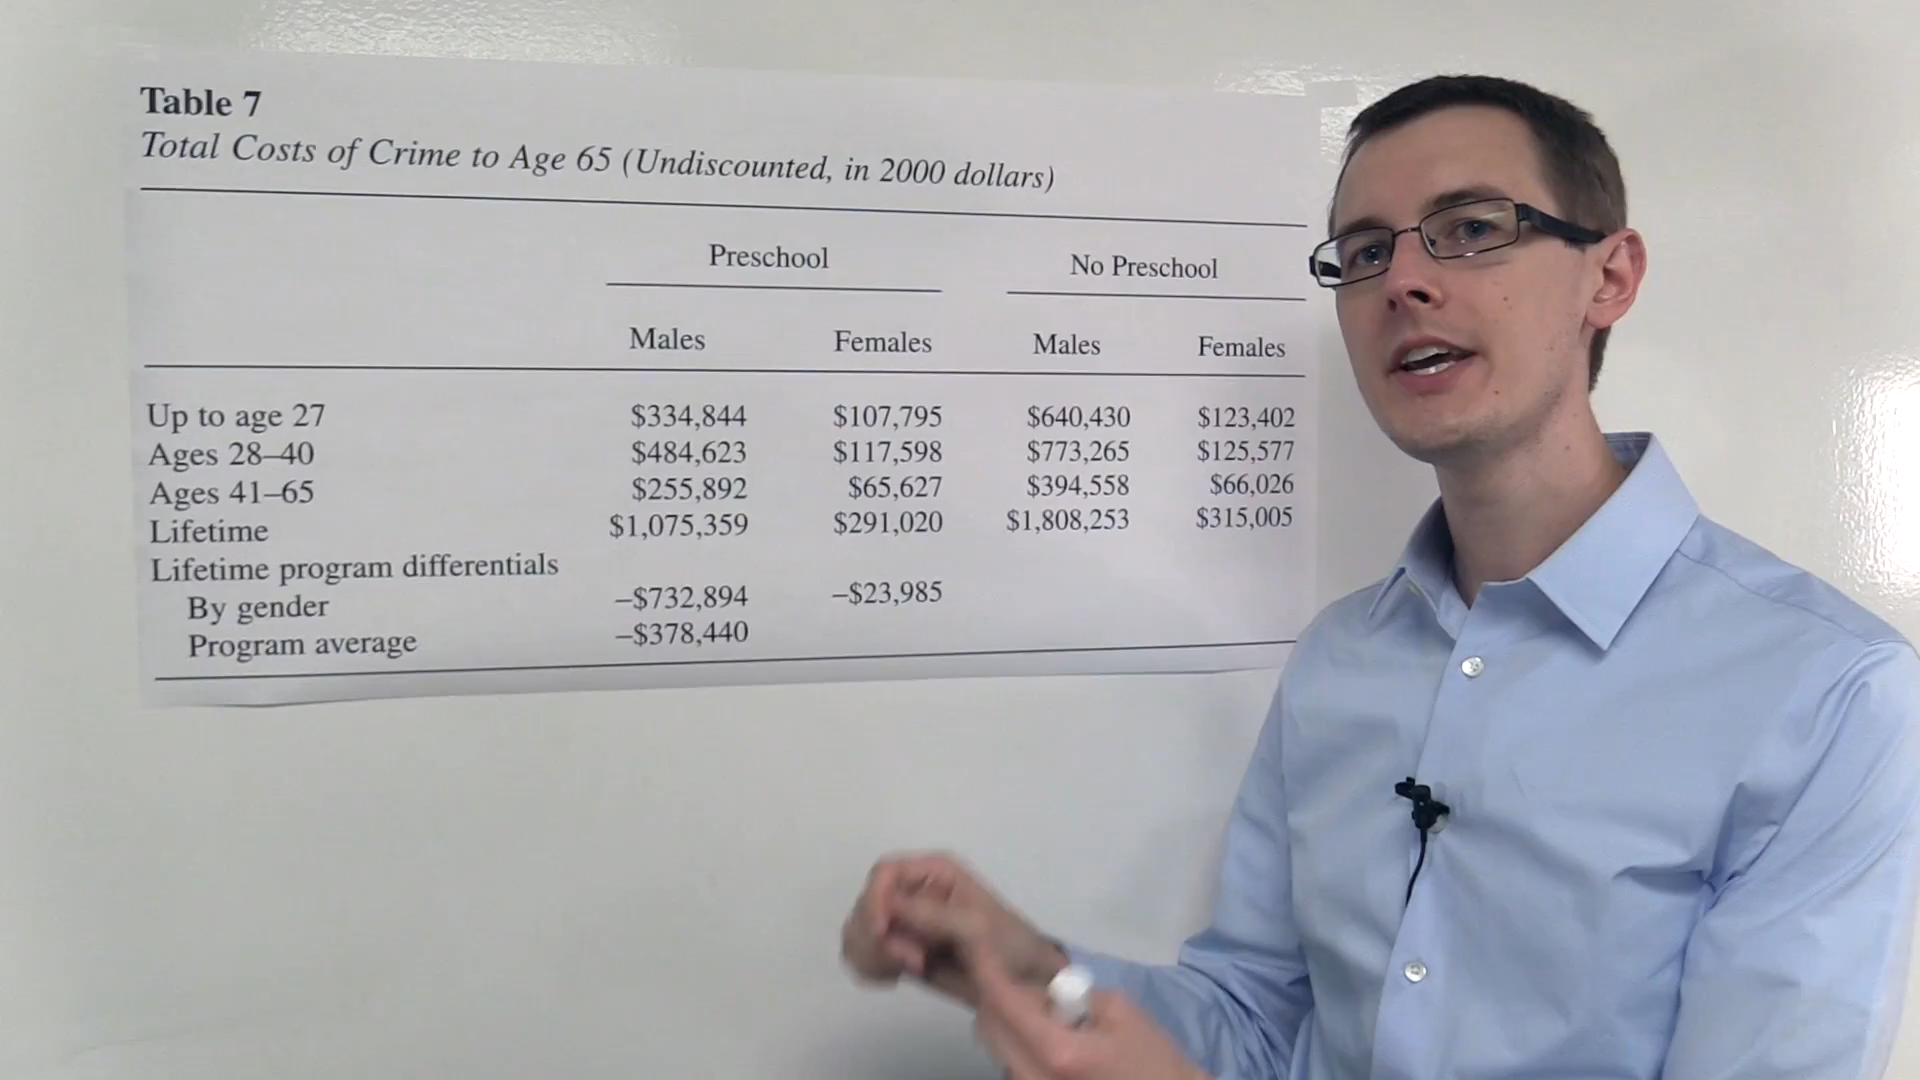 Table 7
Total Costs of Crime to Age 65 (Undiscounted, in 2000 dollars)
Preschool No Preschool
Males Females Males Females
Up to age 27 $334,844 $107,795 $640,430 $123,402
Ages 28–40 $484,623 $117,598 $773,265 $125,577
Ages 41–65 $255,892 $65,627 $394,558 $66,026
Lifetime $1,075,359 $291,020 $1,808,253 $315,005
Lifetime program differentials
By gender –$732,894 –$23,985
Program average –$378,440